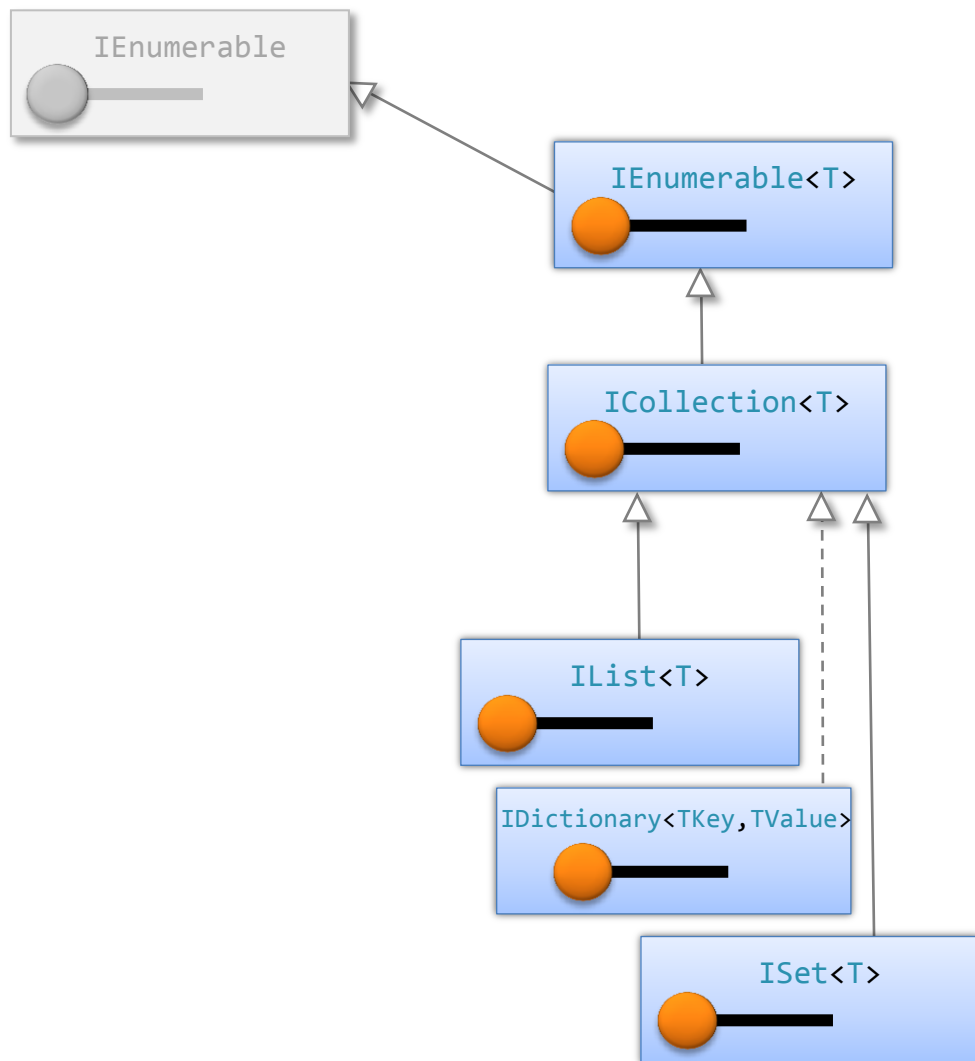 IEnumerable
IEnumerable<T>
ICollection<T>
IList<T>
IDictionary<TKey,TValue>
ISet<T>